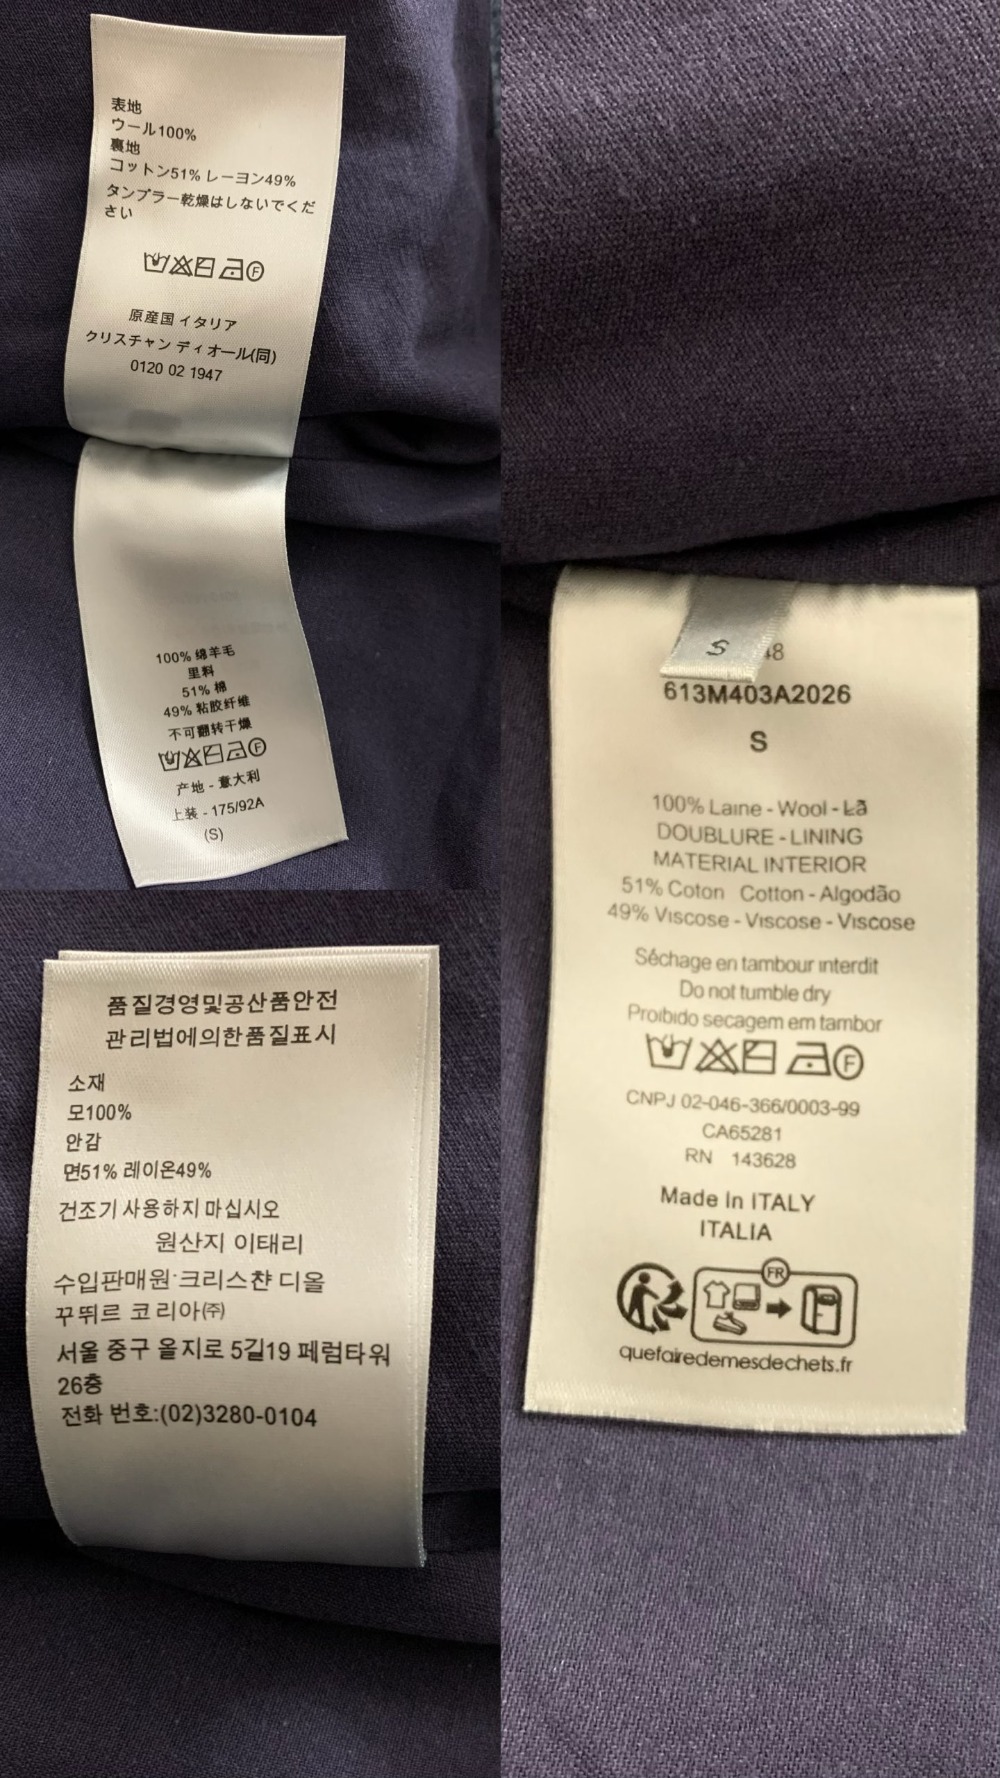 表地
ウール100%
裏地
コットン51% レーヨン49%
タンブラー乾燥はしないでくだ
さい
F
原産国 イタリア
クリスチャン ディオール(同)
0120 02 1947
100% 绵羊毛
里料
51% 棉
49% 粘胶纤维
不可翻转干燥
F
产地 - 意大利
上装 - 175/92A
(S)
품질경영및공산품안전
관리법에의한품질표시
소재
모100%
안감
면51% 레이온49%
건조기 사용하지 마십시오
원산지 이태리
수입판매원·크리스챤 디올
꾸뛰르 코리아㈜
서울 중구 을지로 5길19 페럼타워
26층
전화 번호:(02)3280-0104
S
48
613M403A2026
S
100% Laine - Wool - Lã
DOUBLURE - LINING
MATERIAL INTERIOR
51% Coton Cotton - Algodão
49% Viscose - Viscose - Viscose
Séchage en tambour interdit
Do not tumble dry
Proibido secagem em tambor
F
CNPJ 02-046-366/0003-99
CA65281
RN 143628
Made In ITALY
ITALIA
FR
quefairedemesdechets.fr